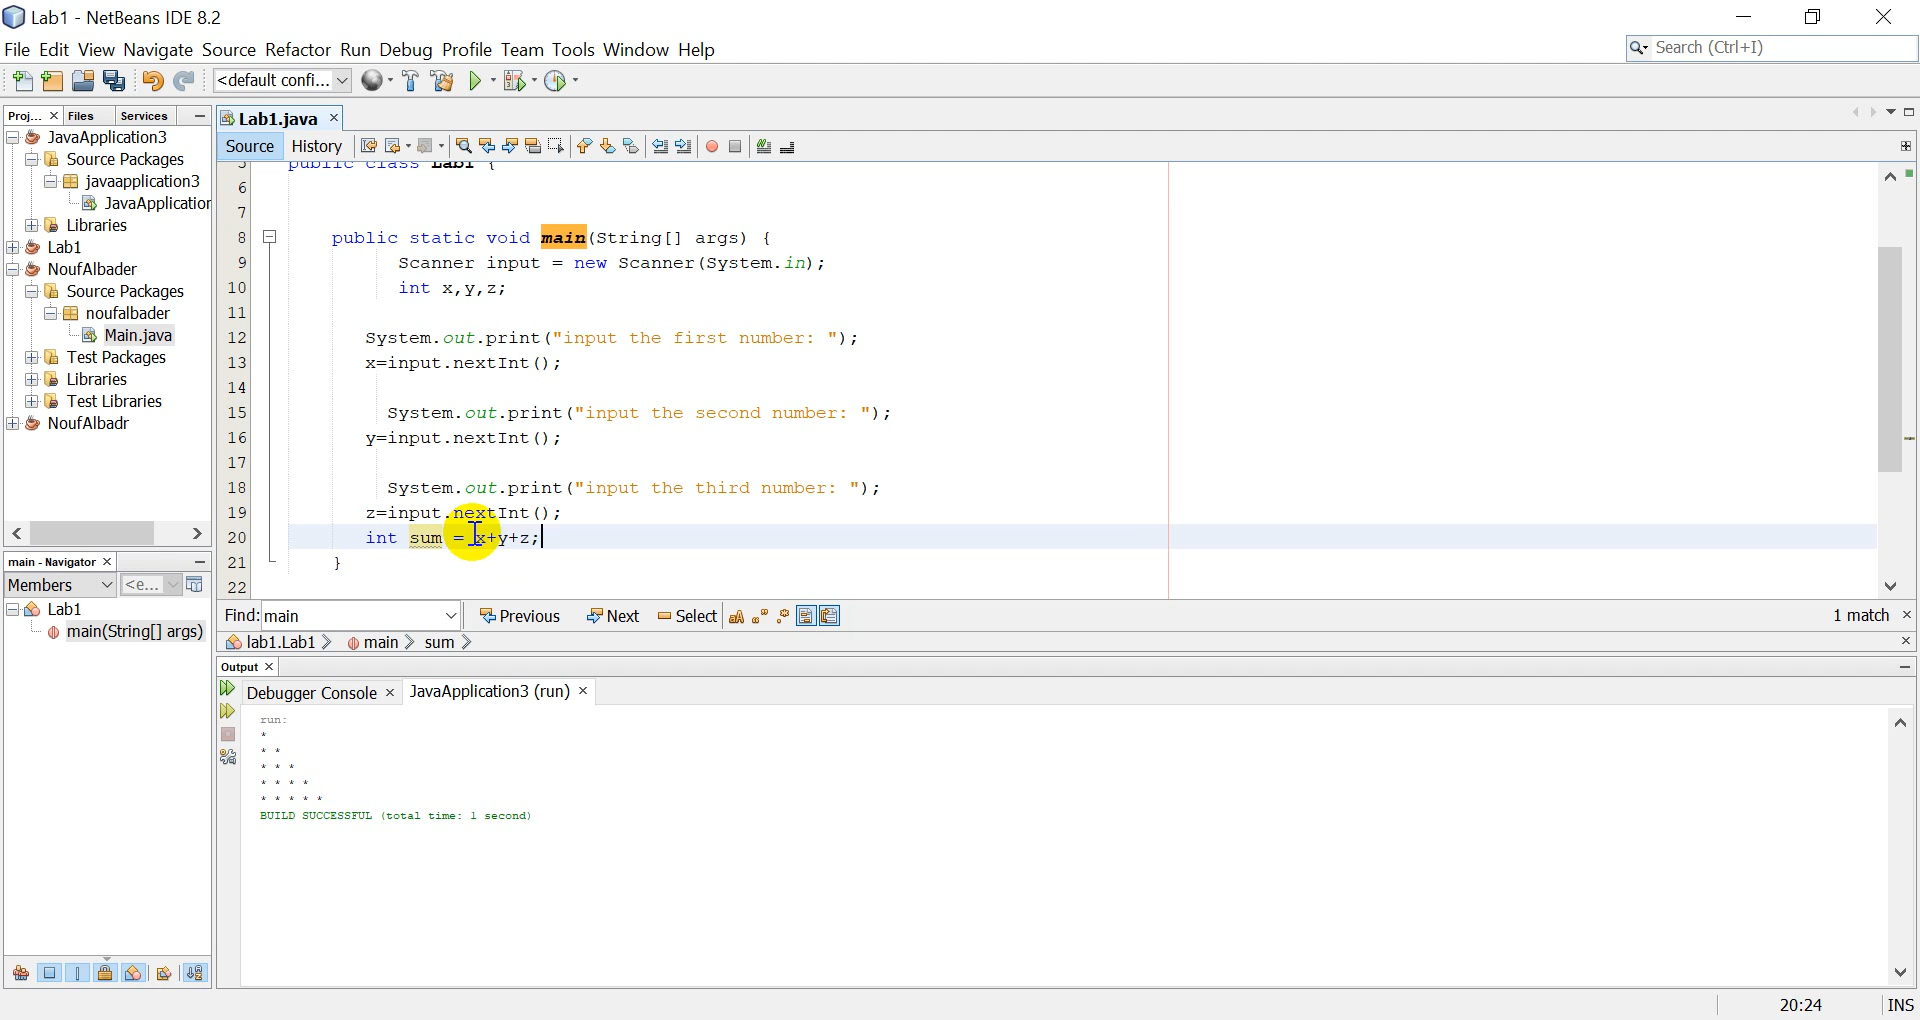 Lab1 - NetBeans IDE 8.2
File Edit View Navigate Source Refactor Run Debug Profile Team Tools Window Help
Search (Ctrl+I)
<default confi...
Proj... Files Services
JavaApplication3
Source Packages
javaapplication3
JavaApplication
Libraries
Lab1
NoufAlbader
Source Packages
noufalbader
Main.java
Test Packages
Libraries
Test Libraries
NoufAlbadr
Lab1.java
Source History
5 public class Lab1 {
6
7
8 public static void main(String[] args) {
9 Scanner input = new Scanner(System.in);
10 int x,y,z;
11
12 System.out.print("input the first number: ");
13 x=input.nextInt();
14
15 System.out.print("input the second number: ");
16 y=input.nextInt();
17
18 System.out.print("input the third number: ");
19 z=input.nextInt();
20 int sum = x+y+z;
21 }
22
Find: main Previous Next Select 1 match
lab1.Lab1 main sum
main - Navigator
Members <e...
Lab1
main(String[] args)
Output
Debugger Console JavaApplication3 (run)
run:
*
* *
* * *
* * * *
* * * * *
BUILD SUCCESSFUL (total time: 1 second)
20:24 INS